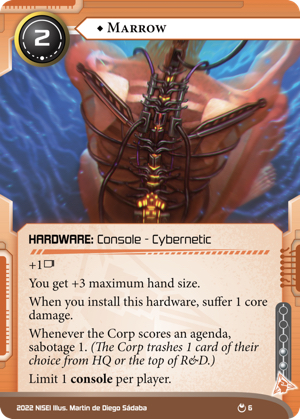 2
◆ Marrow
HARDWARE: Console - Cybernetic
+1
You get +3 maximum hand size.
When you install this hardware, suffer 1 core
damage.
Whenever the Corp scores an agenda,
sabotage 1. (The Corp trashes 1 card of their
choice from HQ or the top of R&D.)
Limit 1 console per player.
2022 NISEI Illus. Martin de Diego Sádaba
6